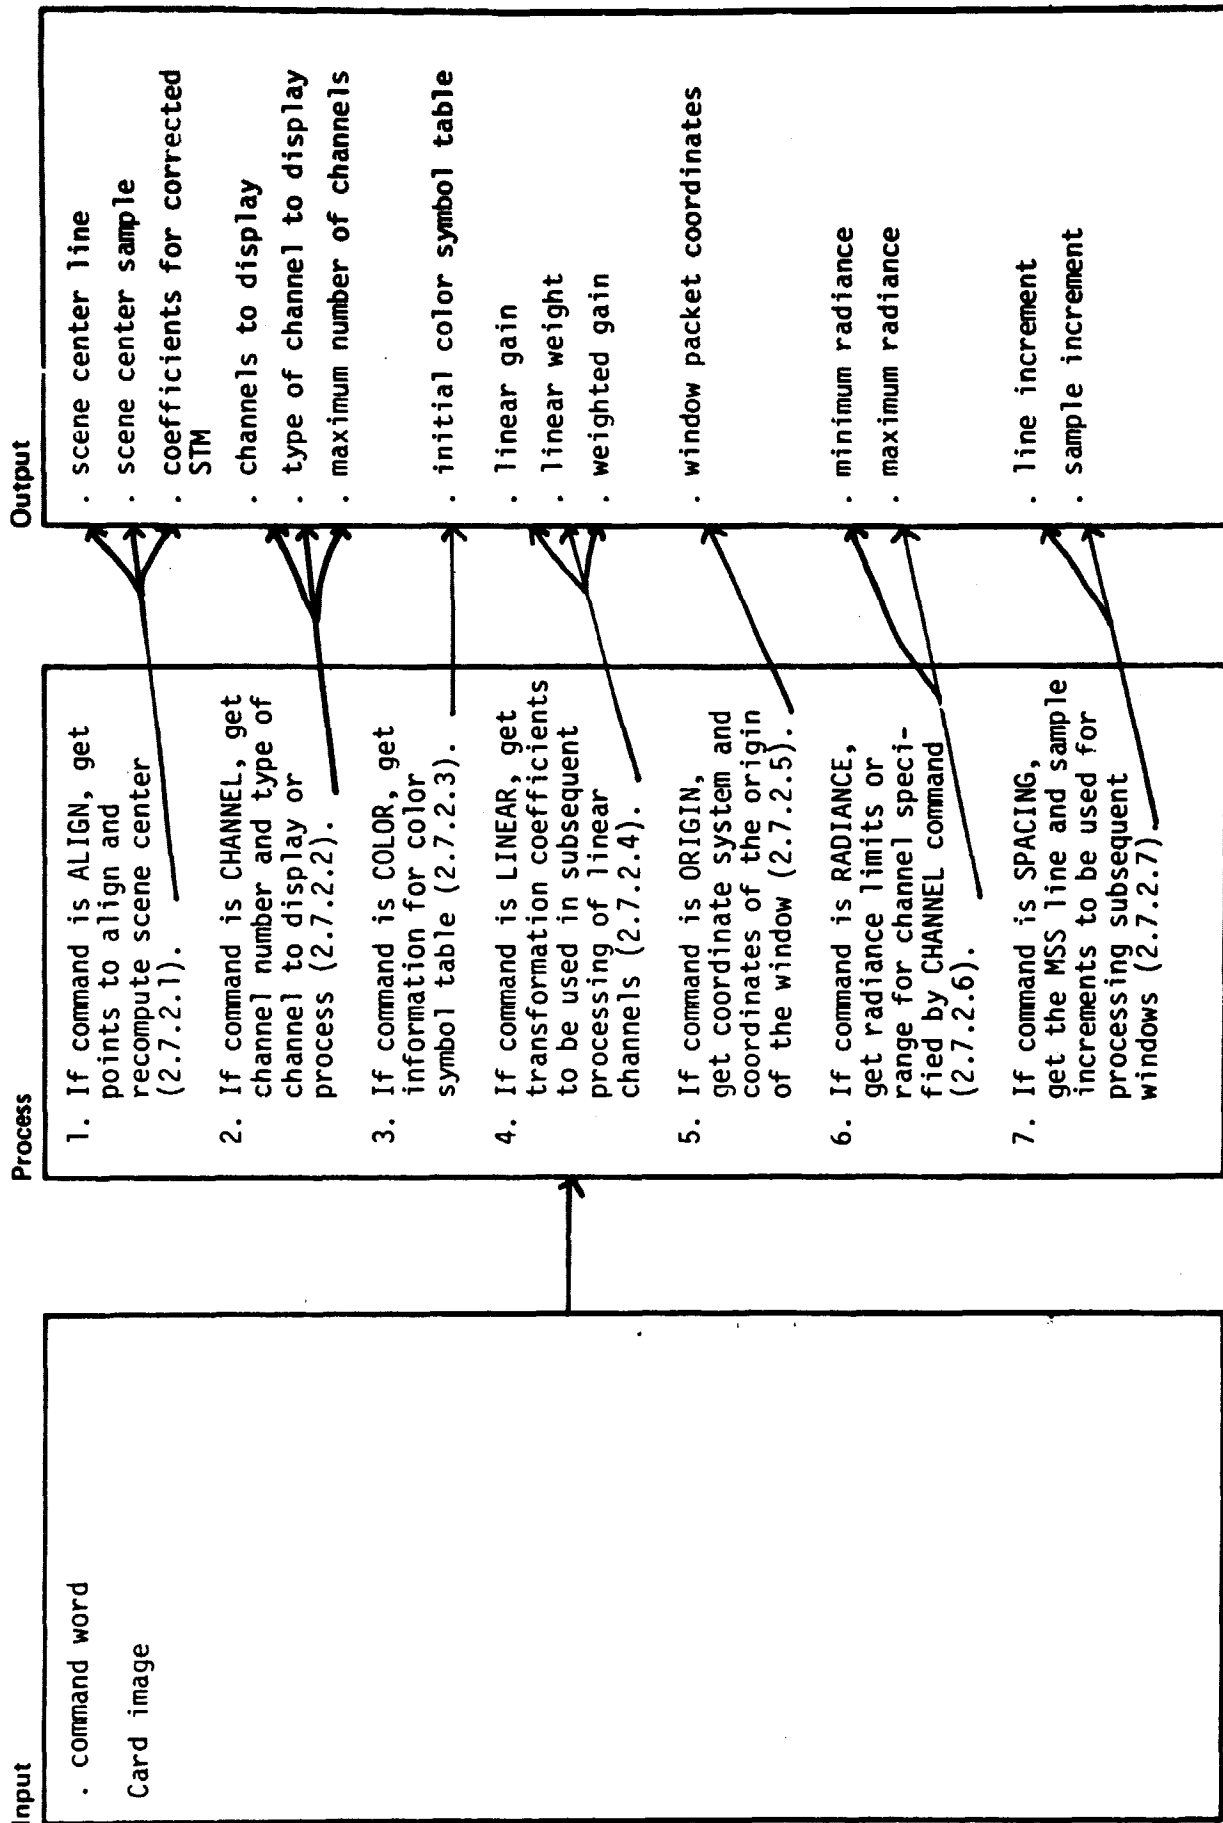 Input
. command word
Card image
Process
1. If command is ALIGN, get
points to align and
recompute scene center
(2.7.2.1).
2. If command is CHANNEL, get
channel number and type of
channel to display or
process (2.7.2.2).
3. If command is COLOR, get
information for color
symbol table (2.7.2.3).
4. If command is LINEAR, get
transformation coefficients
to be used in subsequent
processing of linear
channels (2.7.2.4).
5. If command is ORIGIN,
get coordinate system and
coordinates of the origin
of the window (2.7.2.5).
6. If command is RADIANCE,
get radiance limits or
range for channel speci-
fied by CHANNEL command
(2.7.2.6).
7. If command is SPACING,
get the MSS line and sample
increments to be used for
processing subsequent
windows (2.7.2.7).
Output
. scene center line
. scene center sample
. coefficients for corrected
STM
. channels to display
. type of channel to display
. maximum number of channels
. initial color symbol table
. linear gain
. linear weight
. weighted gain
. window packet coordinates
. minimum radiance
. maximum radiance
. line increment
. sample increment